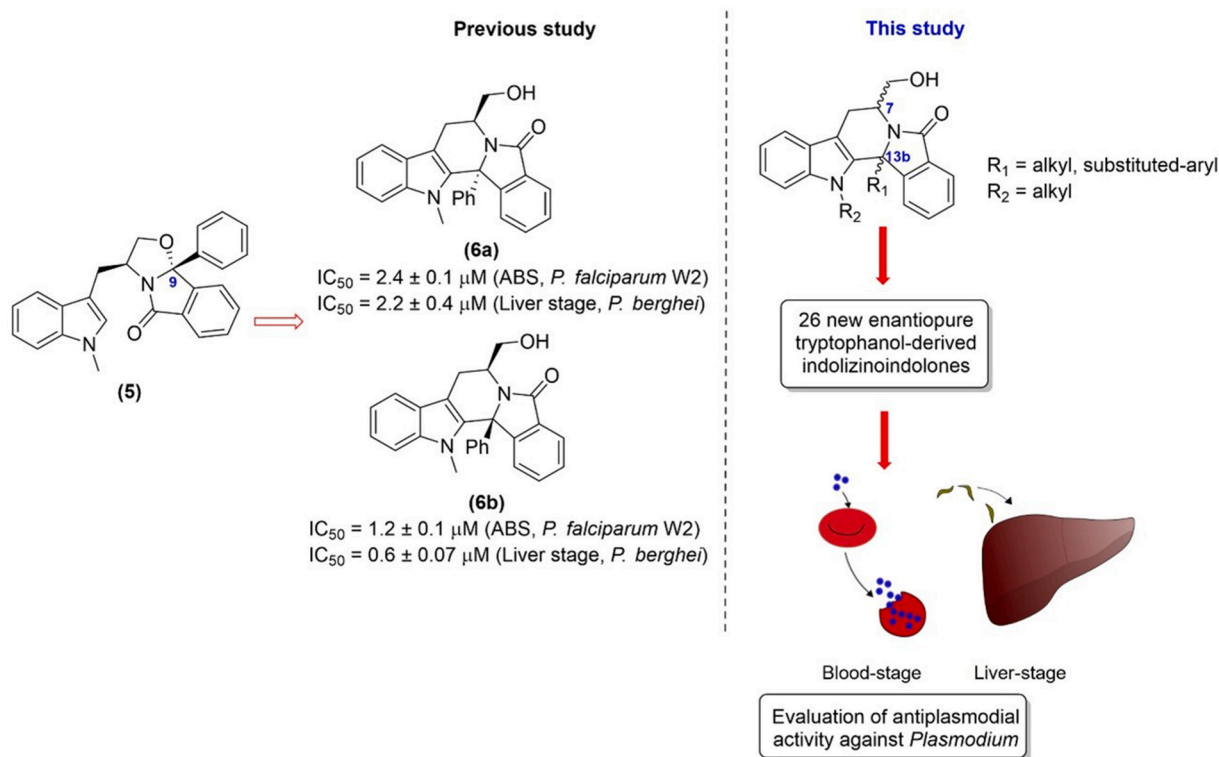 Previous study
OH
O
N
N
Ph
(6a)
IC50 = 2.4 ± 0.1 μM (ABS, P. falciparum W2)
IC50 = 2.2 ± 0.4 μM (Liver stage, P. berghei)
O
9
N
O
N
(5)
OH
O
N
N
Ph
(6b)
IC50 = 1.2 ± 0.1 μM (ABS, P. falciparum W2)
IC50 = 0.6 ± 0.07 μM (Liver stage, P. berghei)
This study
OH
7
O
N
13b
N
R1
R2
R1 = alkyl, substituted-aryl
R2 = alkyl
26 new enantiopure
tryptophanol-derived
indolizinoindolones
Blood-stage
Liver-stage
Evaluation of antiplasmodial
activity against Plasmodium